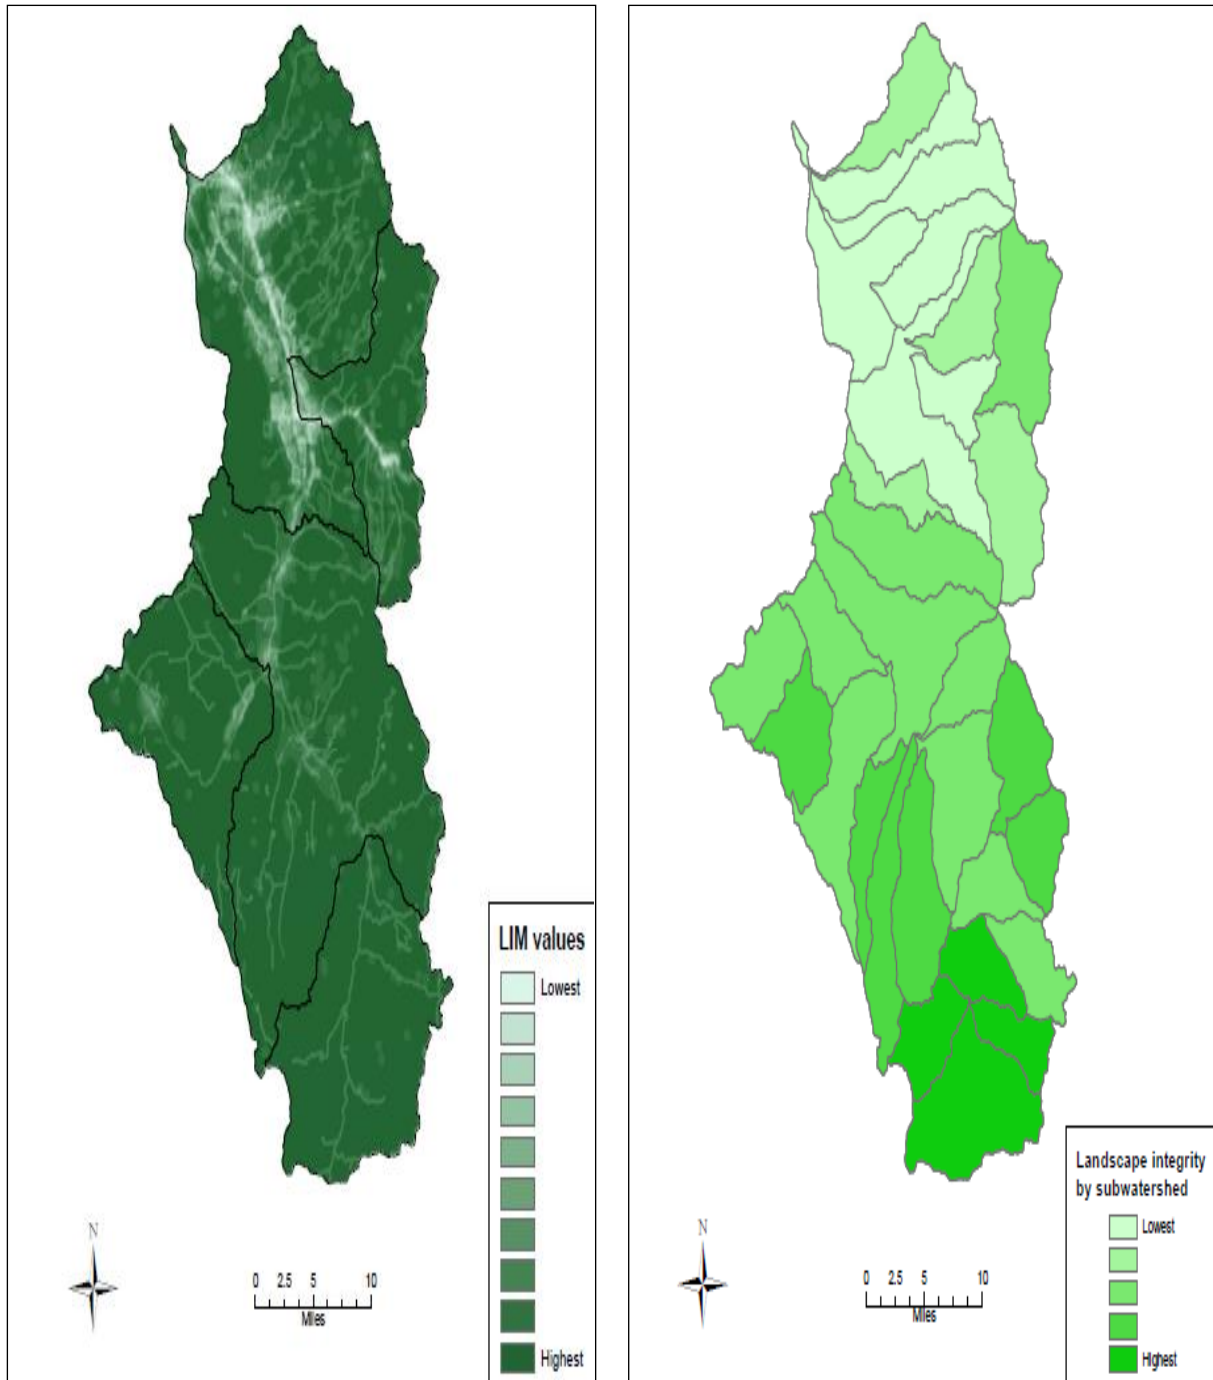 LIM values
Lowest
Highest
N
0 2.5 5 10
Miles
Landscape integrity
by subwatershed
Lowest
Highest
N
0 2.5 5 10
Miles